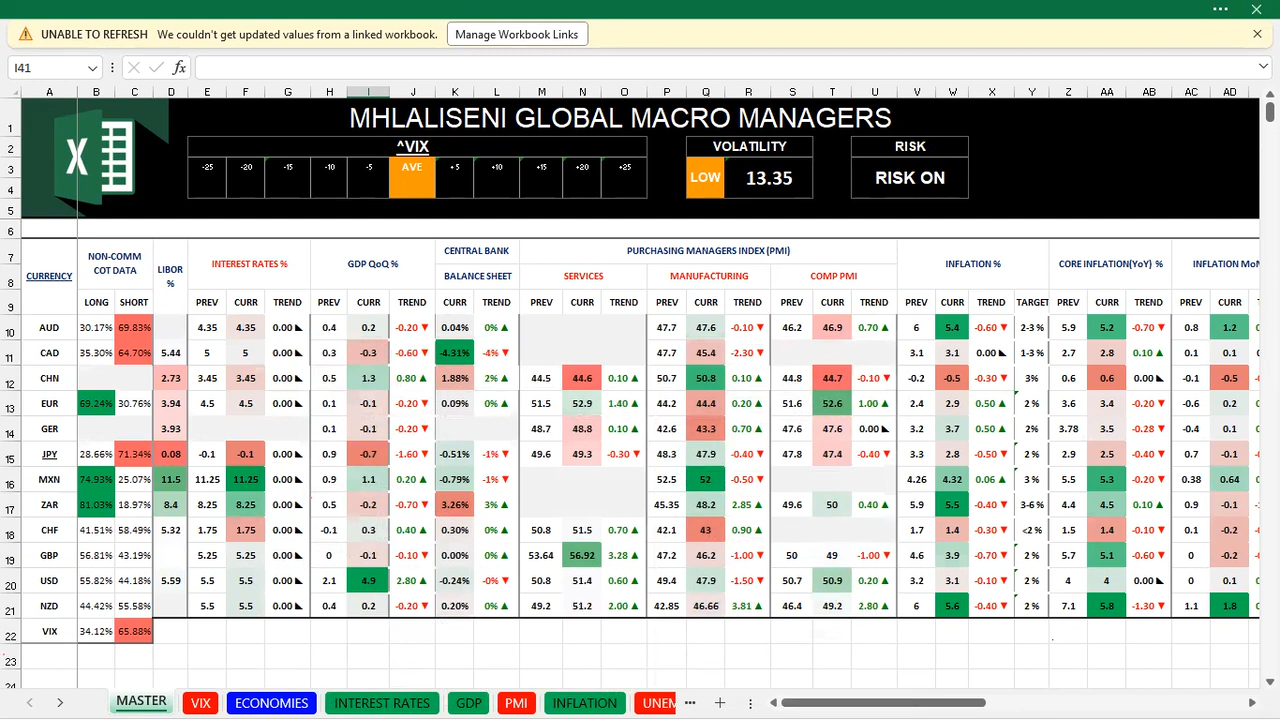 UNABLE TO REFRESH We couldn't get updated values from a linked workbook. Manage Workbook Links
I41 fx
A B C D E F G H I J K L M N O P Q R S T U V W X Y Z AA AB AC AD
1 MHLALISENI GLOBAL MACRO MANAGERS
2 ^VIX VOLATILITY RISK
3 -25 -20 -15 -10 -5 AVE +5 +10 +15 +20 +25
4 LOW 13.35 RISK ON
5
6
7 NON-COMM COT DATA LIBOR % INTEREST RATES % GDP QoQ % CENTRAL BANK PURCHASING MANAGERS INDEX (PMI) INFLATION % CORE INFLATION(YoY) % INFLATION MoM
8 CURRENCY BALANCE SHEET SERVICES MANUFACTURING COMP PMI
9 LONG SHORT PREV CURR TREND PREV CURR TREND CURR TREND PREV CURR TREND PREV CURR TREND PREV CURR TREND PREV CURR TREND TARGET PREV CURR TREND PREV CURR
10 AUD 30.17% 69.83% 4.35 4.35 0.00 ◣ 0.4 0.2 -0.20 ▼ 0.04% 0% ▲ 47.7 47.6 -0.10 ▼ 46.2 46.9 0.70 ▲ 6 5.4 -0.60 ▼ 2-3 % 5.9 5.2 -0.70 ▼ 0.8 1.2
11 CAD 35.30% 64.70% 5.44 5 5 0.00 ◣ 0.3 -0.3 -0.60 ▼ -4.31% -4% ▼ 47.7 45.4 -2.30 ▼ 3.1 3.1 0.00 ◣ 1-3 % 2.7 2.8 0.10 ▲ 0.1 0.1
12 CHN 2.73 3.45 3.45 0.00 ◣ 0.5 1.3 0.80 ▲ 1.88% 2% ▲ 44.5 44.6 0.10 ▲ 50.7 50.8 0.10 ▲ 44.8 44.7 -0.10 ▼ -0.2 -0.5 -0.30 ▼ 3% 0.6 0.6 0.00 ◣ -0.1 -0.5
13 EUR 69.24% 30.76% 3.94 4.5 4.5 0.00 ◣ 0.1 -0.1 -0.20 ▼ 0.09% 0% ▲ 51.5 52.9 1.40 ▲ 44.2 44.4 0.20 ▲ 51.6 52.6 1.00 ▲ 2.4 2.9 0.50 ▲ 2 % 3.6 3.4 -0.20 ▼ -0.6 0.2
14 GER 3.93 0.1 -0.1 -0.20 ▼ 48.7 48.8 0.10 ▲ 42.6 43.3 0.70 ▲ 47.6 47.6 0.00 ◣ 3.2 3.7 0.50 ▲ 2% 3.78 3.5 -0.28 ▼ -0.4 0.1
15 JPY 28.66% 71.34% 0.08 -0.1 -0.1 0.00 ◣ 0.9 -0.7 -1.60 ▼ -0.51% -1% ▼ 49.6 49.3 -0.30 ▼ 48.3 47.9 -0.40 ▼ 47.8 47.4 -0.40 ▼ 3.3 2.8 -0.50 ▼ 2% 2.9 2.5 -0.40 ▼ 0.7 -0.1
16 MXN 74.93% 25.07% 11.5 11.25 11.25 0.00 ◣ 0.9 1.1 0.20 ▲ -0.79% -1% ▼ 52.5 52 -0.50 ▼ 4.26 4.32 0.06 ▲ 3 % 5.5 5.3 -0.20 ▼ 0.38 0.64
17 ZAR 81.03% 18.97% 8.4 8.25 8.25 0.00 ◣ 0.5 -0.2 -0.70 ▼ 3.26% 3% ▲ 45.35 48.2 2.85 ▲ 49.6 50 0.40 ▲ 5.9 5.5 -0.40 ▼ 3-6 % 4.4 4.5 0.10 ▲ 0.9 -0.1
18 CHF 41.51% 58.49% 5.32 1.75 1.75 0.00 ◣ -0.1 0.3 0.40 ▲ 0.30% 0% ▲ 50.8 51.5 0.70 ▲ 42.1 43 0.90 ▲ 1.7 1.4 -0.30 ▼ <2 % 1.5 1.4 -0.10 ▼ 0.1 -0.2
19 GBP 56.81% 43.19% 5.25 5.25 0.00 ◣ 0 -0.1 -0.10 ▼ 0.00% 0% ▲ 53.64 56.92 3.28 ▲ 47.2 46.2 -1.00 ▼ 50 49 -1.00 ▼ 4.6 3.9 -0.70 ▼ 2 % 5.7 5.1 -0.60 ▼ 0 -0.2
20 USD 55.82% 44.18% 5.59 5.5 5.5 0.00 ◣ 2.1 4.9 2.80 ▲ -0.24% -0% ▼ 50.8 51.4 0.60 ▲ 49.4 47.9 -1.50 ▼ 50.7 50.9 0.20 ▲ 3.2 3.1 -0.10 ▼ 2 % 4 4 0.00 ◣ 0 0.1
21 NZD 44.42% 55.58% 5.5 5.5 0.00 ◣ 0.4 0.2 -0.20 ▼ 0.20% 0% ▲ 49.2 51.2 2.00 ▲ 42.85 46.66 3.81 ▲ 46.4 49.2 2.80 ▲ 6 5.6 -0.40 ▼ 2 % 7.1 5.8 -1.30 ▼ 1.1 1.8
22 VIX 34.12% 65.88%
23
MASTER VIX ECONOMIES INTEREST RATES GDP PMI INFLATION UNEM